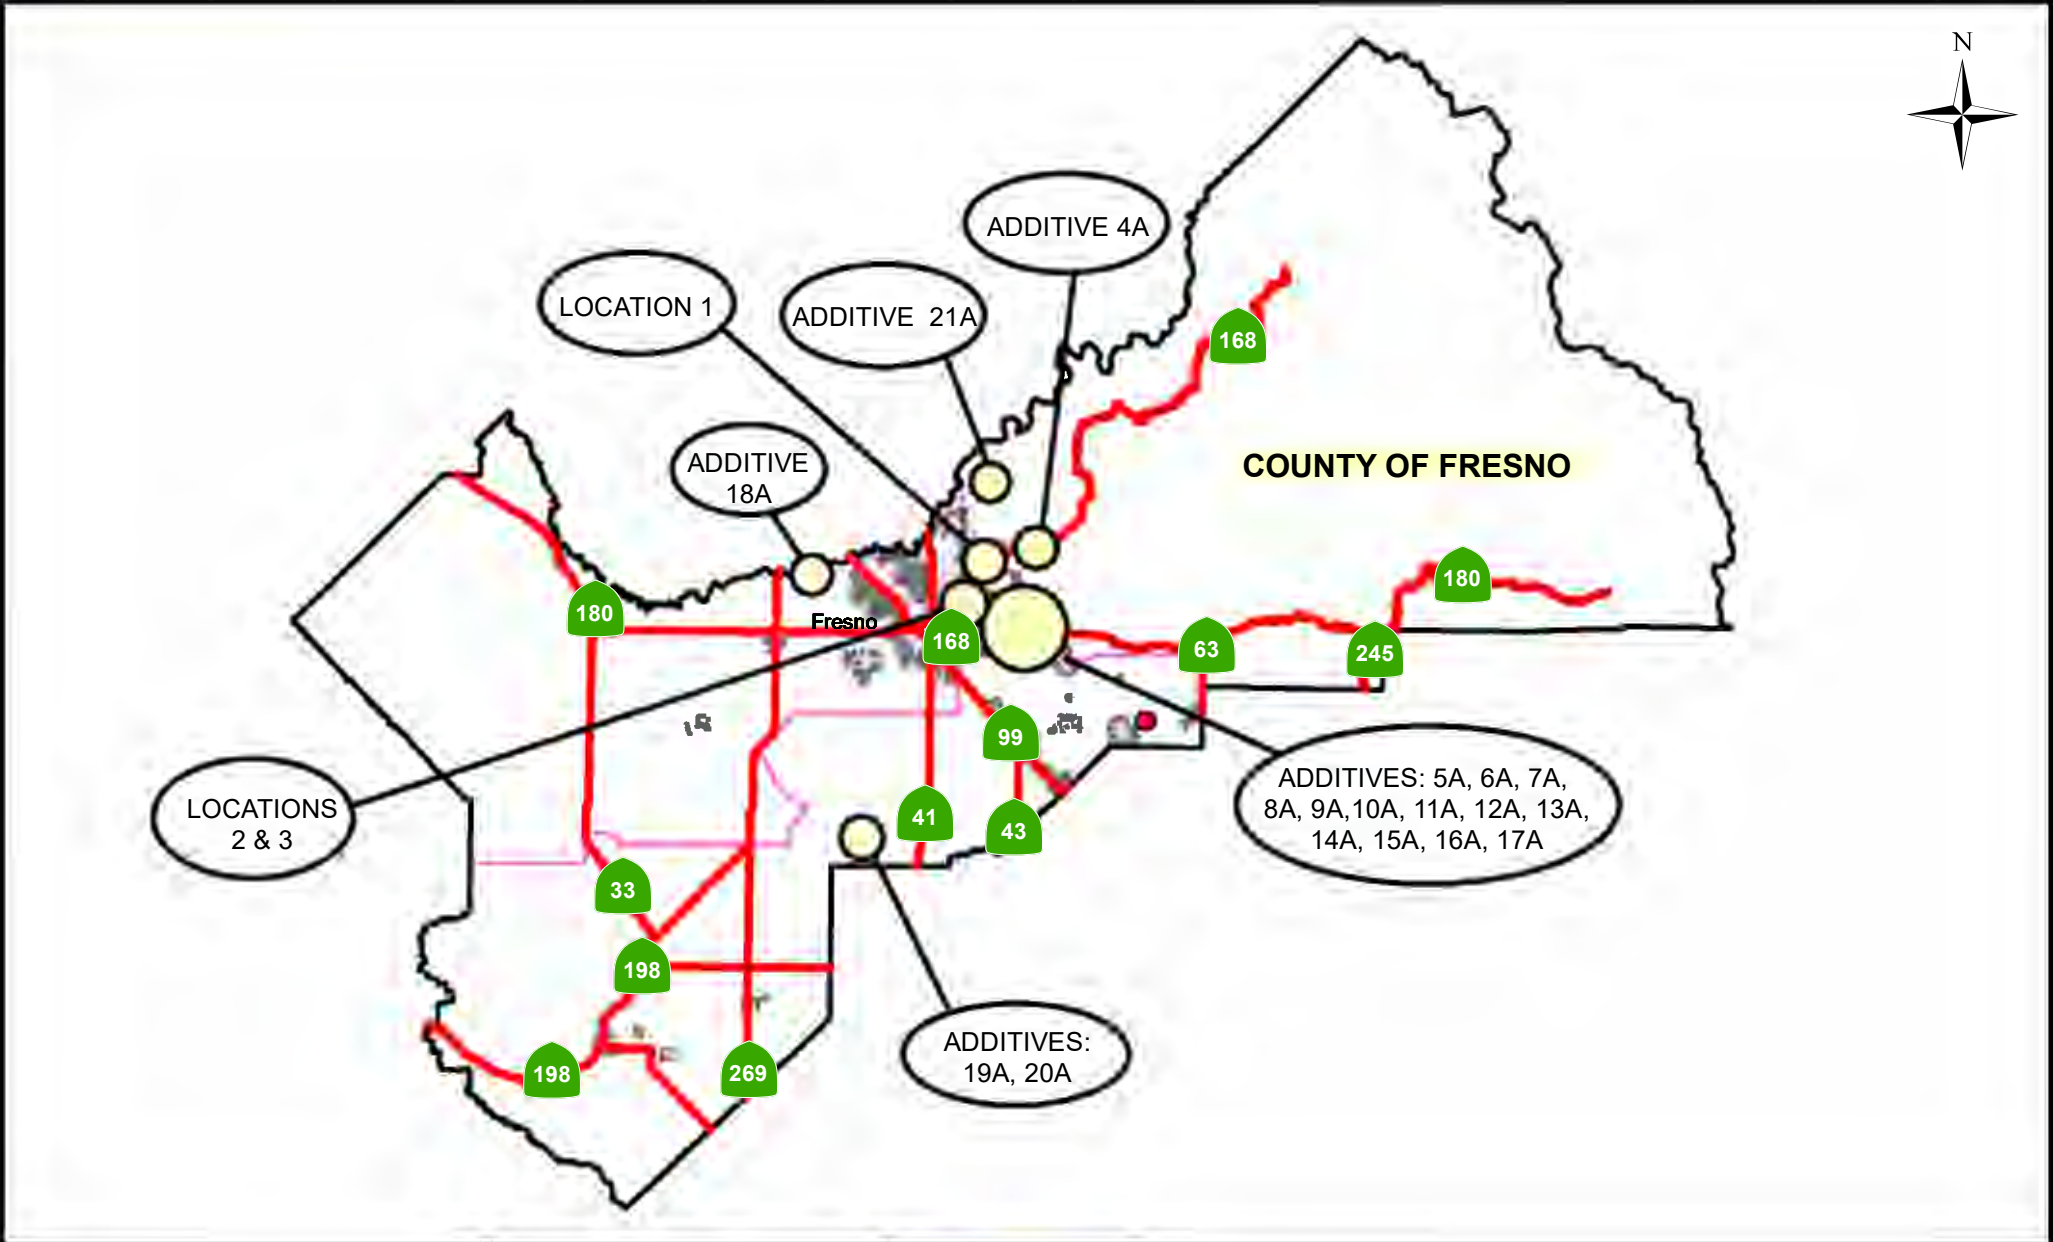 N
ADDITIVE 4A
LOCATION 1
ADDITIVE 21A
168
COUNTY OF FRESNO
ADDITIVE
18A
180
180
Fresno
168
63
245
99
LOCATIONS
2 & 3
41
43
ADDITIVES: 5A, 6A, 7A,
8A, 9A,10A, 11A, 12A, 13A,
14A, 15A, 16A, 17A
33
198
ADDITIVES:
19A, 20A
198
269